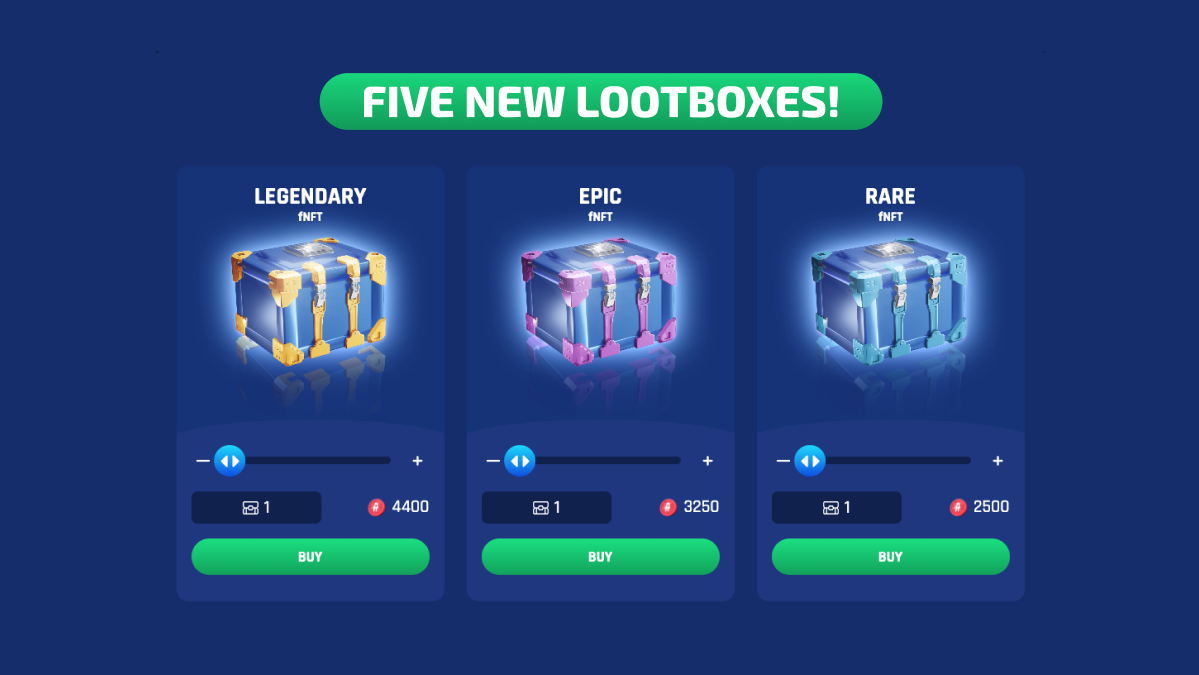 FIVE NEW LOOTBOXES!
LEGENDARY
fNFT
− +
1 4400
BUY
EPIC
fNFT
− +
1 3250
BUY
RARE
fNFT
− +
1 2500
BUY